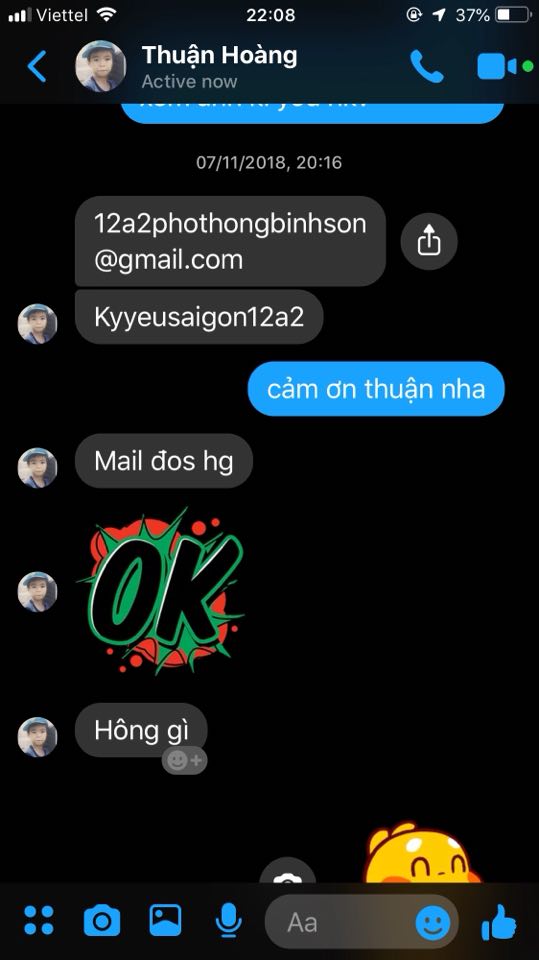 Viettel 22:08 37%
Thuận Hoàng
Active now
07/11/2018, 20:16
12a2phothongbinhson
@gmail.com
Kyyeusaigon12a2
cảm ơn thuận nha
Mail đos hg
OK
Hông gì
Aa